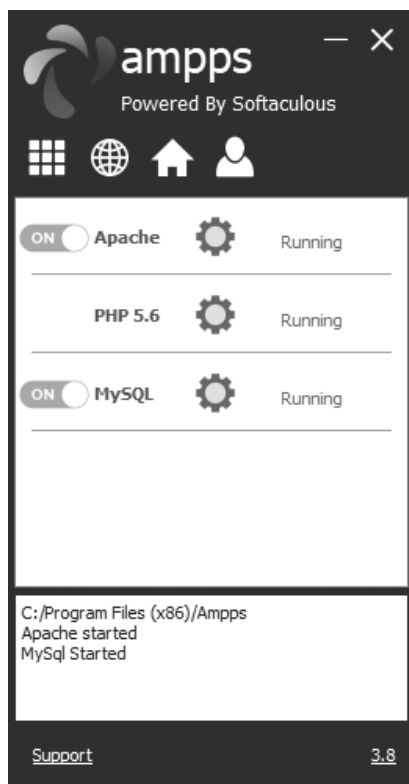 ampps
Powered By Softaculous
ON Apache Running
PHP 5.6 Running
ON MySQL Running
C:/Program Files (x86)/Ampps
Apache started
MySql Started
Support 3.8